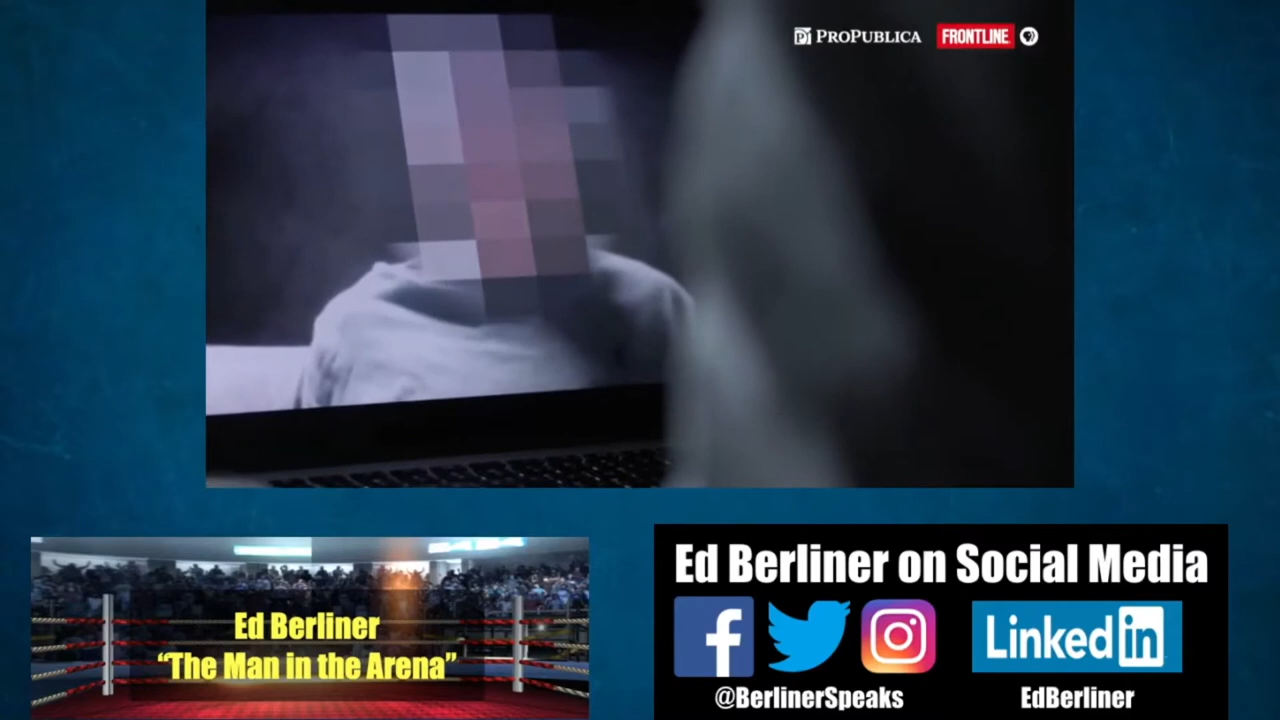 PROPUBLICA FRONTLINE
Ed Berliner
“The Man in the Arena”
Ed Berliner on Social Media
Linked in
@BerlinerSpeaks EdBerliner